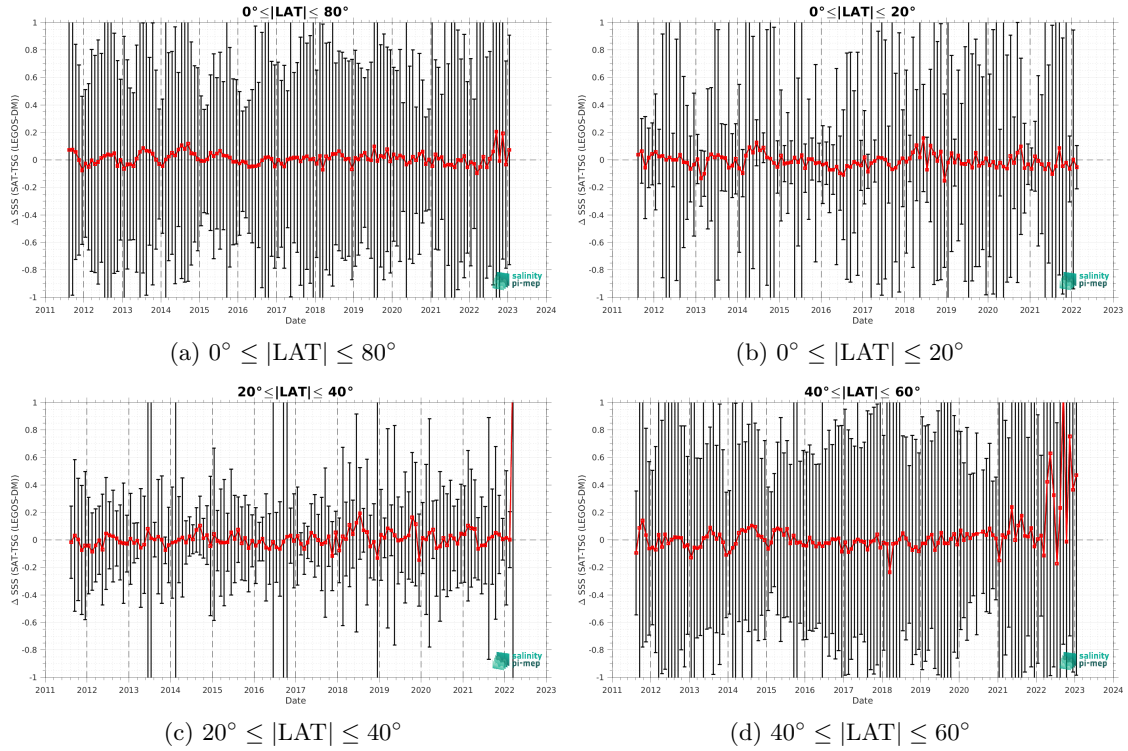 0°≤|LAT|≤ 80°
Δ SSS (SAT-TSG (LEGOS-DM))
1
0.8
0.6
0.4
0.2
0
-0.2
-0.4
-0.6
-0.8
-1
2011 2012 2013 2014 2015 2016 2017 2018 2019 2020 2021 2022 2023 2024
Date
salinity
pi-mep
(a) 0° ≤ |LAT| ≤ 80°
0°≤|LAT|≤ 20°
Δ SSS (SAT-TSG (LEGOS-DM))
1
0.8
0.6
0.4
0.2
0
-0.2
-0.4
-0.6
-0.8
-1
2011 2012 2013 2014 2015 2016 2017 2018 2019 2020 2021 2022 2023
Date
salinity
pi-mep
(b) 0° ≤ |LAT| ≤ 20°
20°≤|LAT|≤ 40°
Δ SSS (SAT-TSG (LEGOS-DM))
1
0.8
0.6
0.4
0.2
0
-0.2
-0.4
-0.6
-0.8
-1
2011 2012 2013 2014 2015 2016 2017 2018 2019 2020 2021 2022 2023
Date
salinity
pi-mep
(c) 20° ≤ |LAT| ≤ 40°
40°≤|LAT|≤ 60°
Δ SSS (SAT-TSG (LEGOS-DM))
1
0.8
0.6
0.4
0.2
0
-0.2
-0.4
-0.6
-0.8
-1
2011 2012 2013 2014 2015 2016 2017 2018 2019 2020 2021 2022 2023 2024
Date
salinity
pi-mep
(d) 40° ≤ |LAT| ≤ 60°